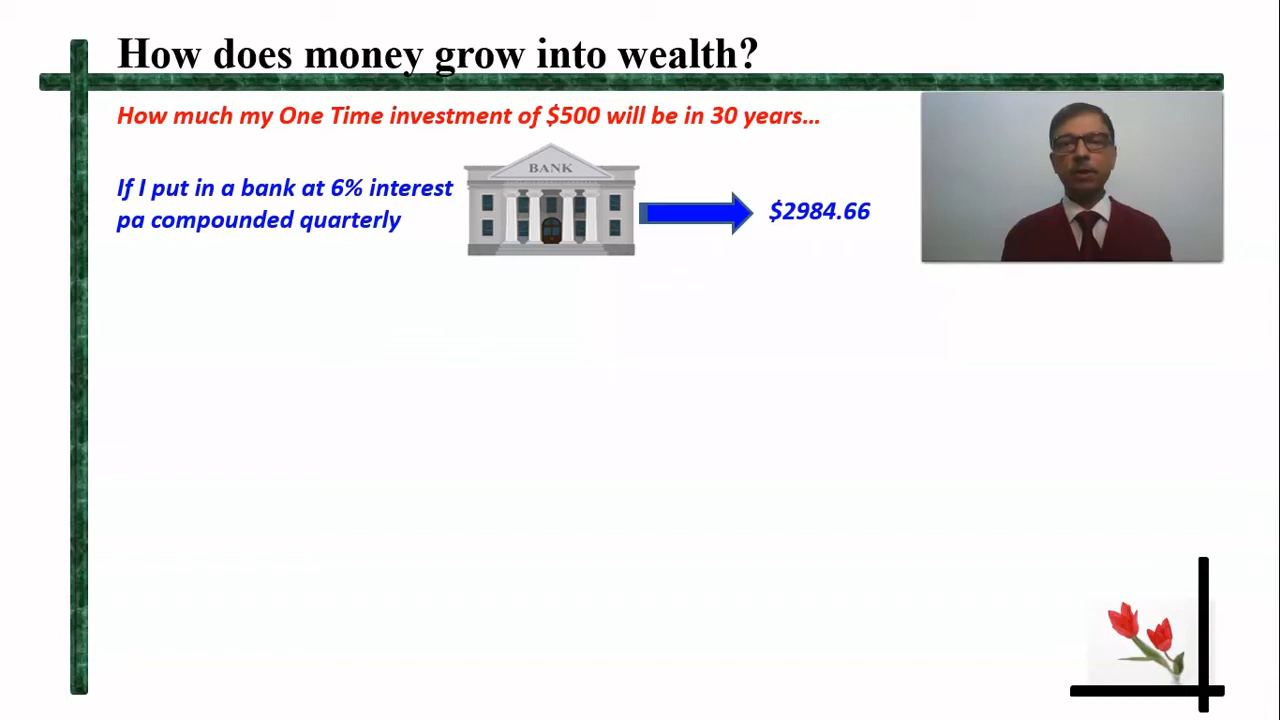 How does money grow into wealth?
How much my One Time investment of $500 will be in 30 years...
If I put in a bank at 6% interest
pa compounded quarterly
BANK
$2984.66